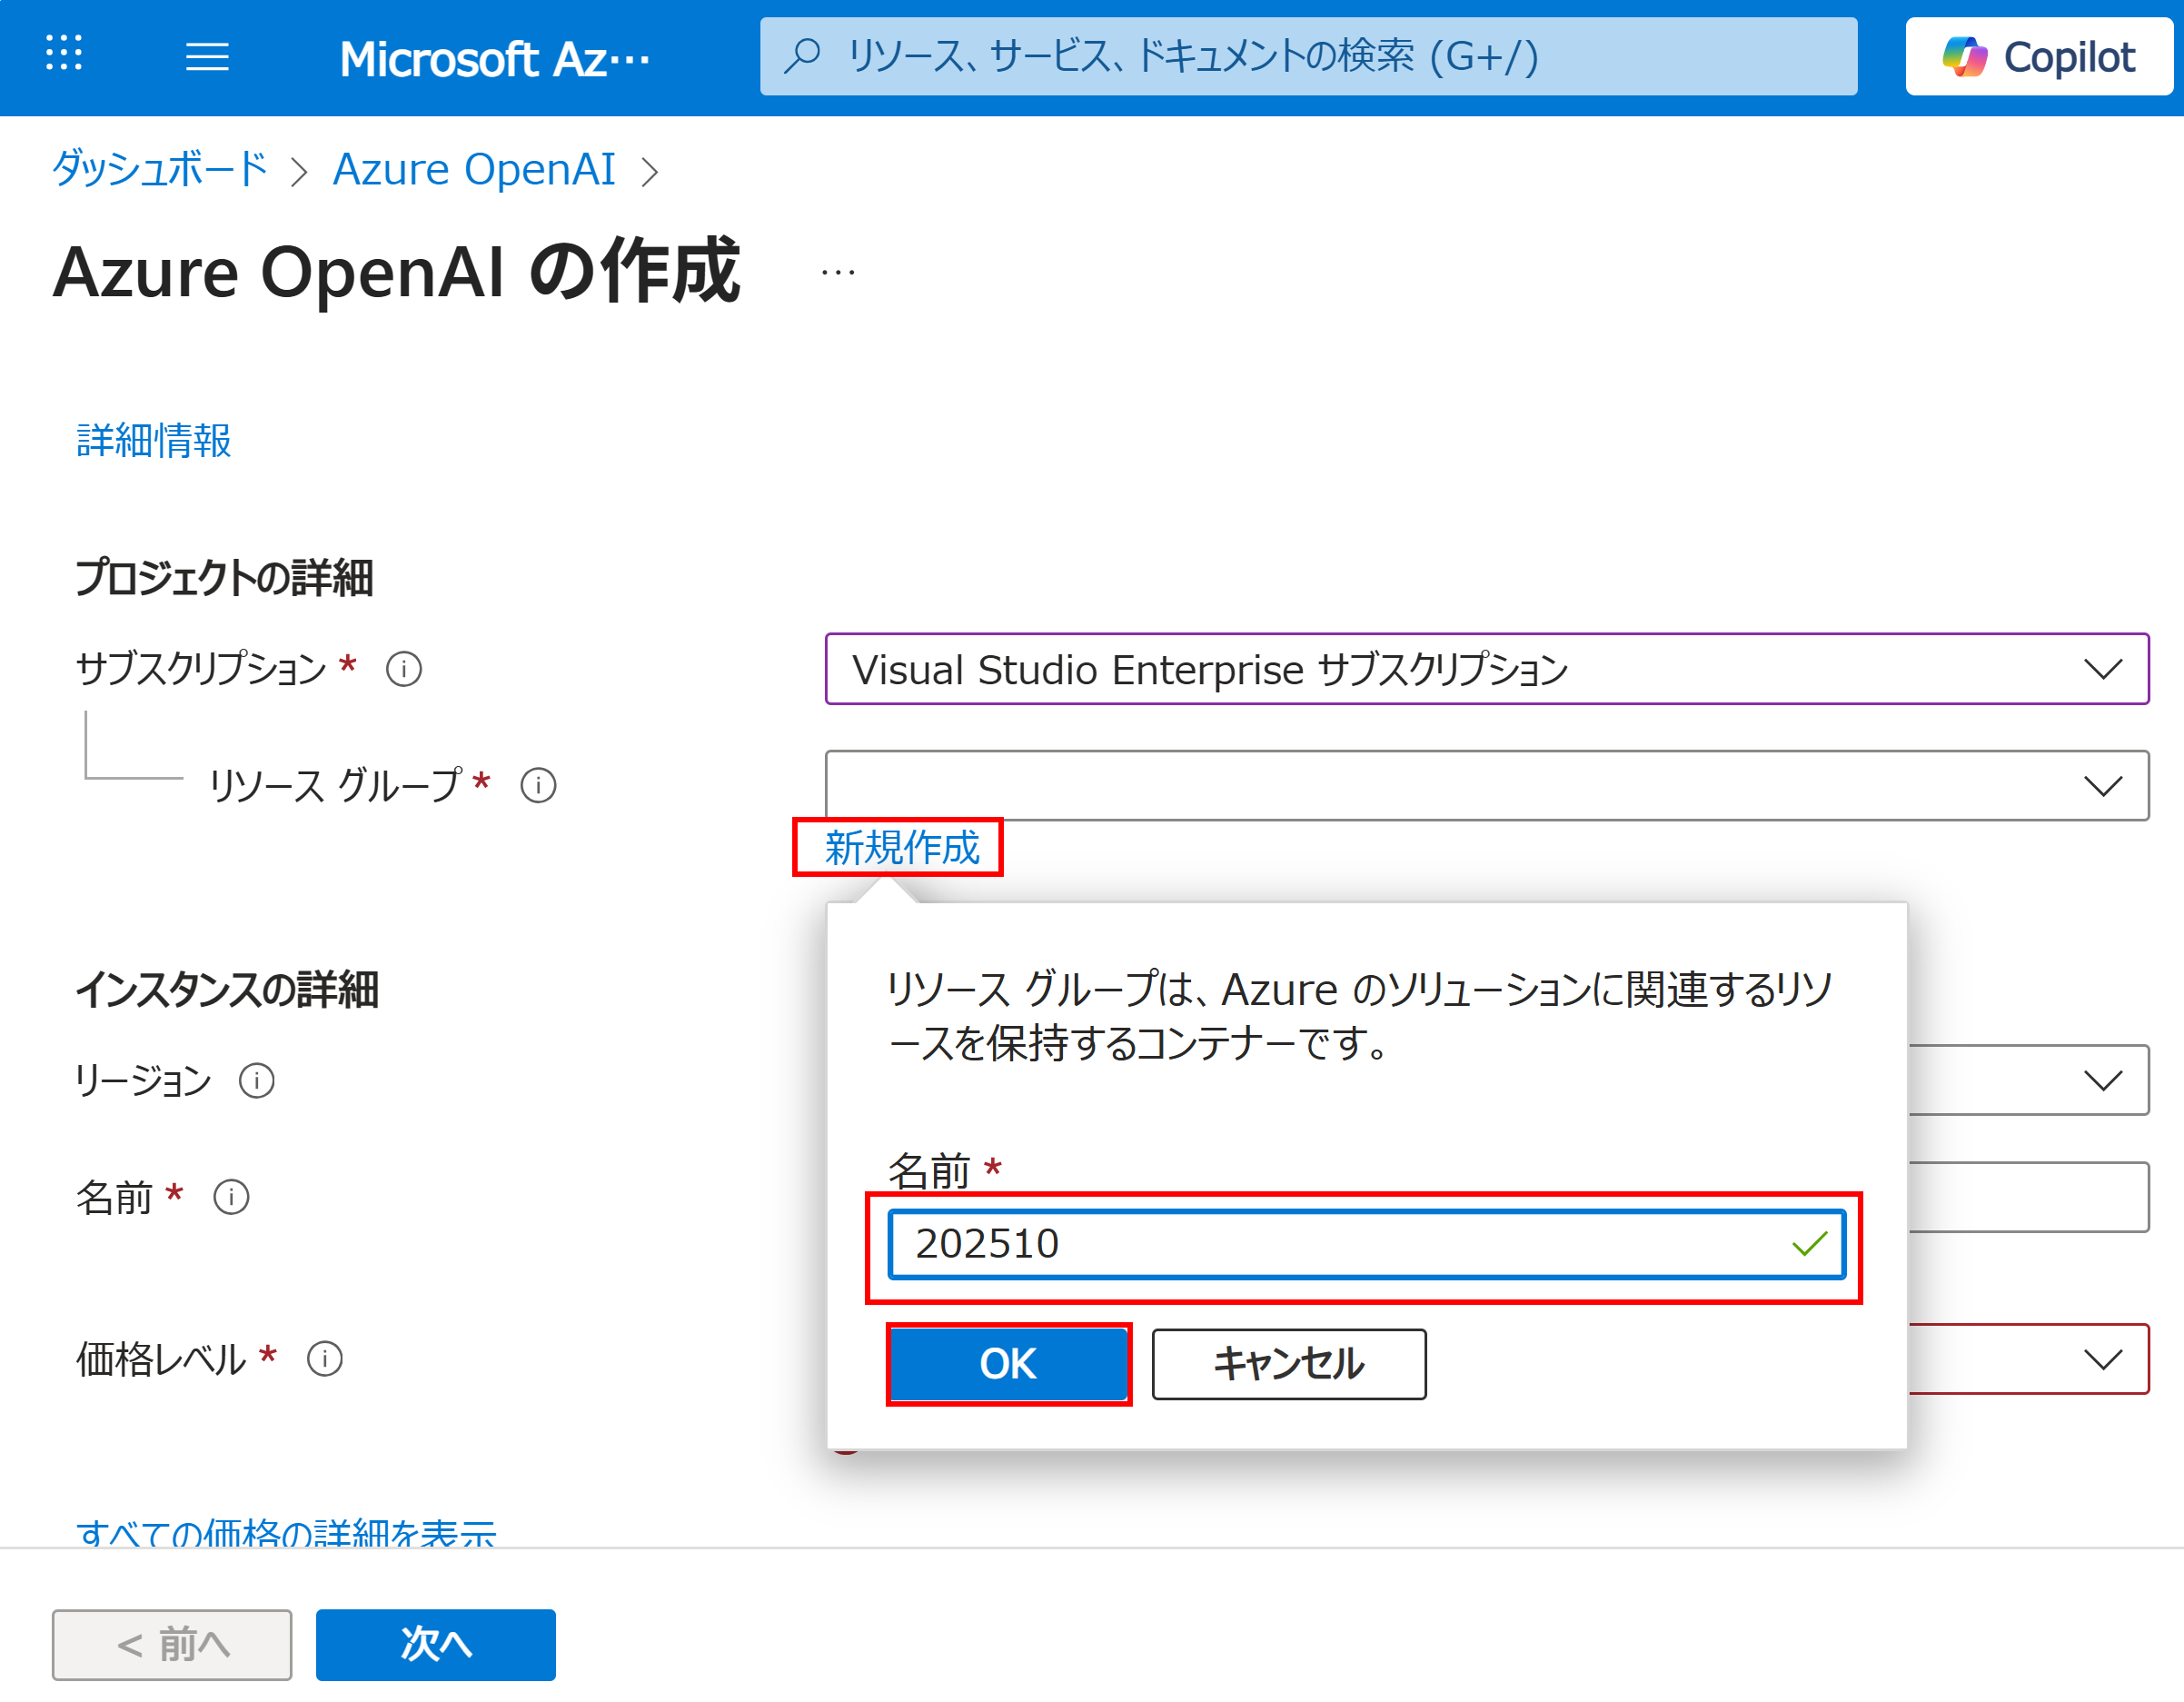 Microsoft Az…
リソース、サービス、ドキュメントの検索 (G+/)
Copilot
ダッシュボード > Azure OpenAI >
Azure OpenAI の作成 …
詳細情報
プロジェクトの詳細
サブスクリプション *
Visual Studio Enterprise サブスクリプション
リソース グループ *
新規作成
リソース グループは、Azure のソリューションに関連するリソ
ースを保持するコンテナーです。
名前 *
202510
OK
キャンセル
インスタンスの詳細
リージョン
名前 *
価格レベル *
すべての価格の詳細を表示
< 前へ
次へ